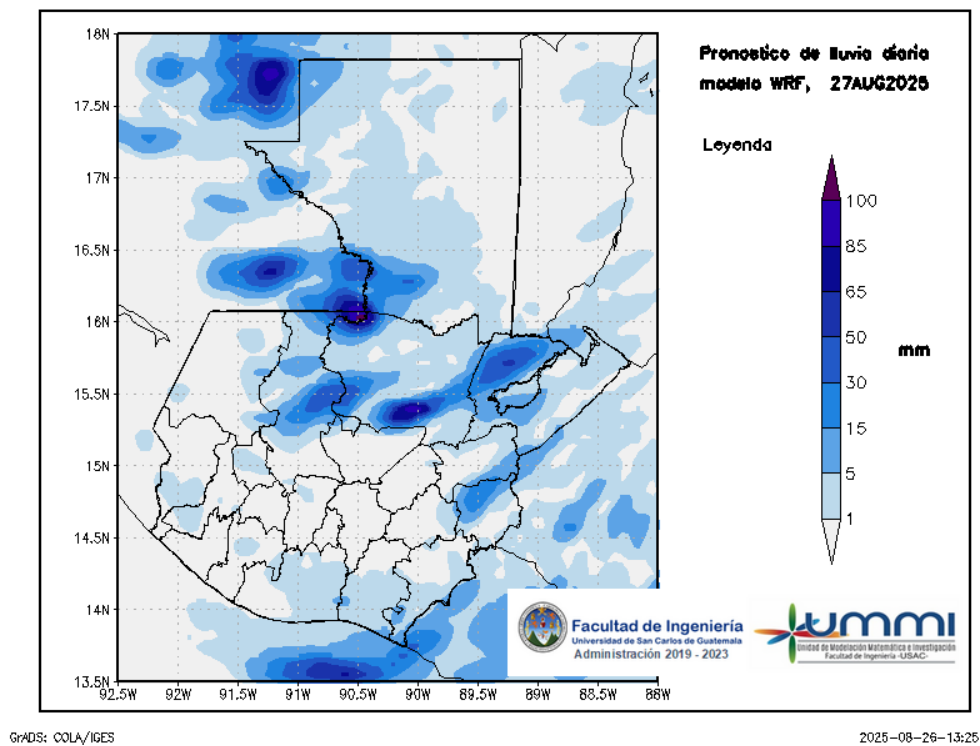 Pronostico de lluvia diaria
modelo WRF, 27AUG2025
Leyenda
100
85
65
50
30
15
5
1
mm
18N
17.5N
17N
16.5N
16N
15.5N
15N
14.5N
14N
13.5N
92.5W
92W
91.5W
91W
90.5W
90W
89.5W
89W
88.5W
88W
Facultad de Ingeniería
Universidad de San Carlos de Guatemala
Administración 2019 - 2023
ummi
Unidad de Modelación Matemática e Investigación
Facultad de Ingeniería -USAC-
GrADS: COLA/IGES
2025-08-26-13:25